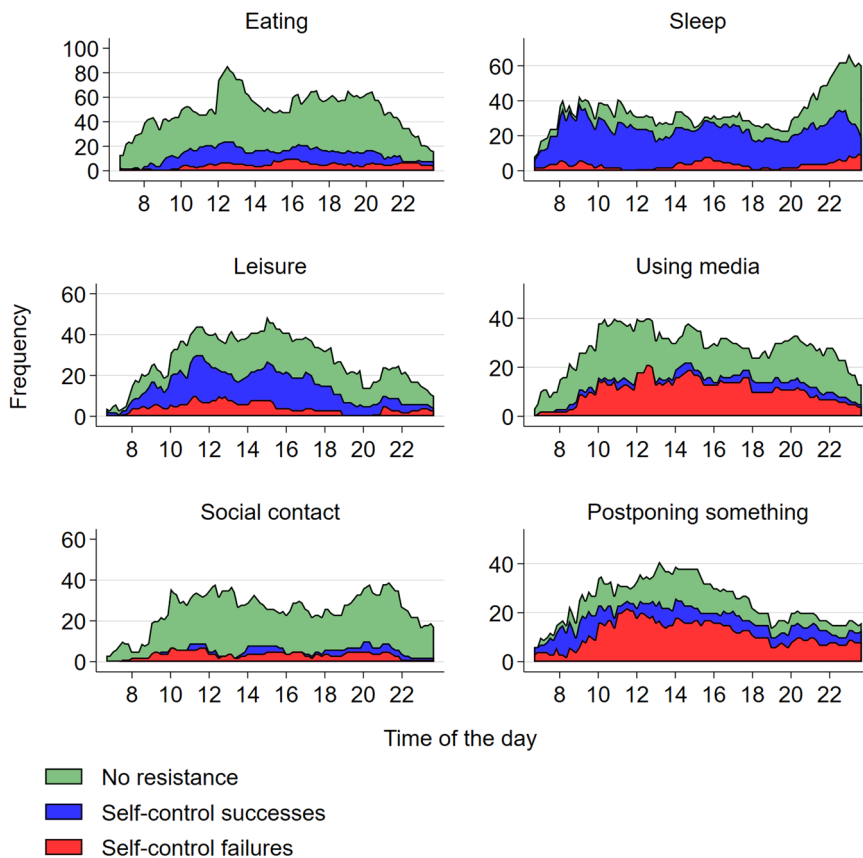 Eating
100
80
60
40
20
0
8 10 12 14 16 18 20 22
Sleep
60
40
20
0
8 10 12 14 16 18 20 22
Leisure
60
40
20
0
8 10 12 14 16 18 20 22
Using media
40
20
0
8 10 12 14 16 18 20 22
Frequency
Social contact
60
40
20
0
8 10 12 14 16 18 20 22
Postponing something
40
20
0
8 10 12 14 16 18 20 22
Time of the day
No resistance
Self-control successes
Self-control failures